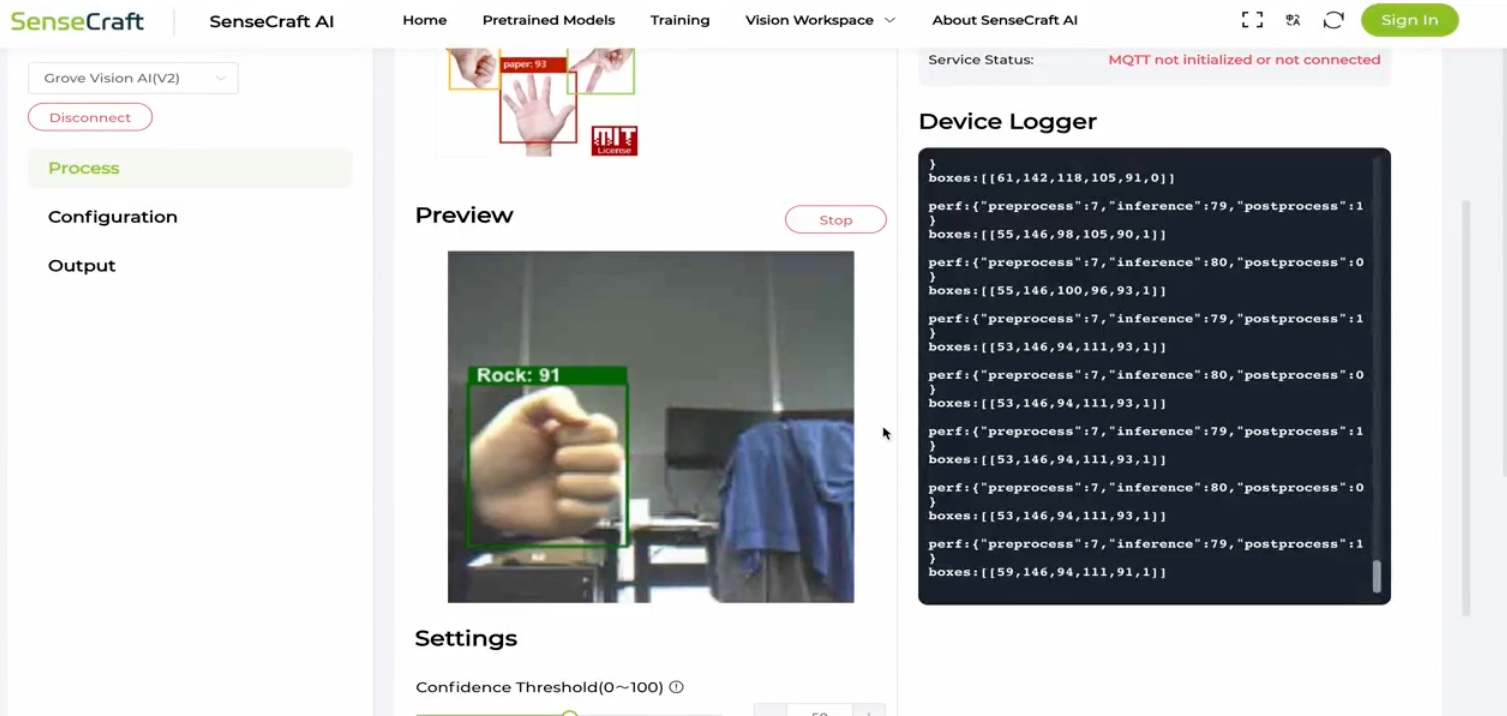 SenseCraft
SenseCraft AI
Home
Pretrained Models
Training
Vision Workspace
About SenseCraft AI
Sign In
Grove Vision AI(V2)
Disconnect
Process
Configuration
Output
paper: 93
MIT
License
Preview
Stop
Rock: 91
Settings
Confidence Threshold(0~100)
50
Service Status:
MQTT not initialized or not connected
Device Logger
}
boxes:[[61,142,118,105,91,0]]
perf:{"preprocess":7,"inference":79,"postprocess":1
}
boxes:[[55,146,98,105,90,1]]
perf:{"preprocess":7,"inference":80,"postprocess":0
}
boxes:[[55,146,100,96,93,1]]
perf:{"preprocess":7,"inference":79,"postprocess":1
}
boxes:[[53,146,94,111,93,1]]
perf:{"preprocess":7,"inference":80,"postprocess":0
}
boxes:[[53,146,94,111,93,1]]
perf:{"preprocess":7,"inference":79,"postprocess":1
}
boxes:[[53,146,94,111,93,1]]
perf:{"preprocess":7,"inference":80,"postprocess":0
}
boxes:[[53,146,94,111,93,1]]
perf:{"preprocess":7,"inference":79,"postprocess":1
}
boxes:[[59,146,94,111,91,1]]